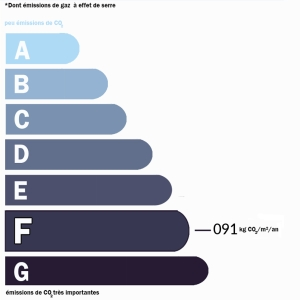 *Dont émissions de gaz à effet de serre
peu émissions de CO₂
A
B
C
D
E
F 091 kg CO₂/m²/an
G
émissions de CO₂ très importantes